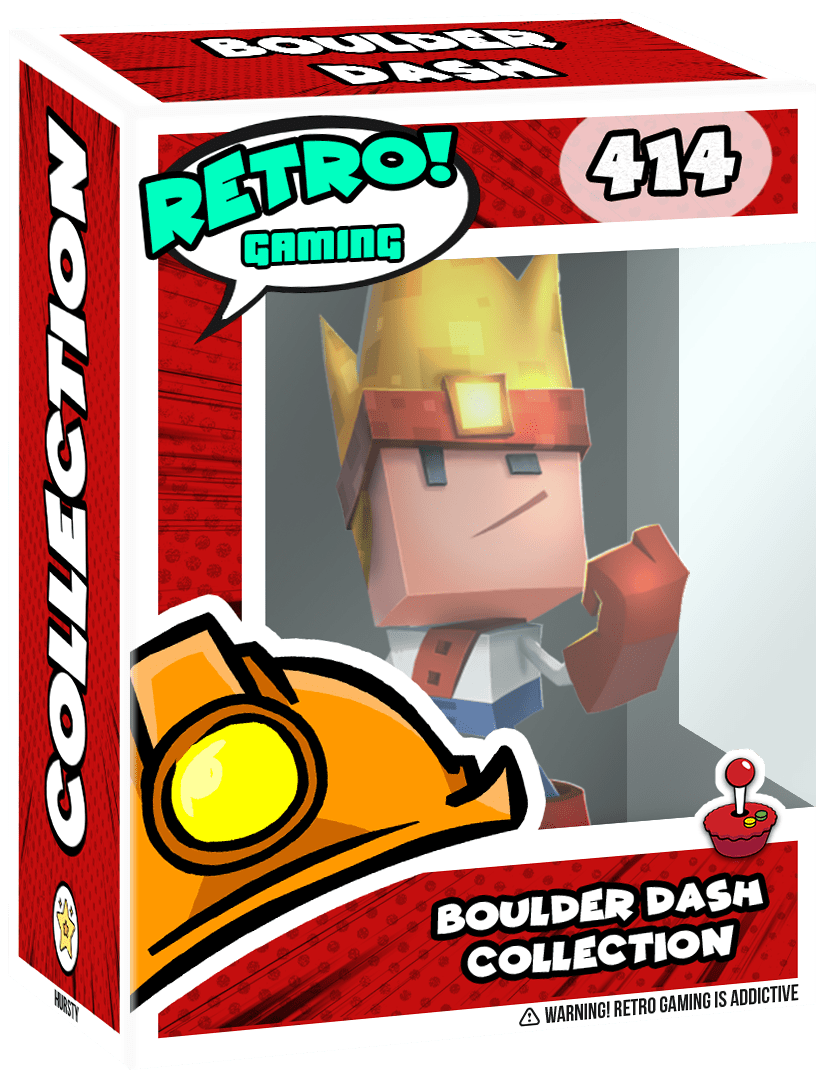 BOULDER
DASH
RETRO!
GAMING
414
COLLECTION
BOULDER DASH
COLLECTION
WARNING! RETRO GAMING IS ADDICTIVE
HURSTY